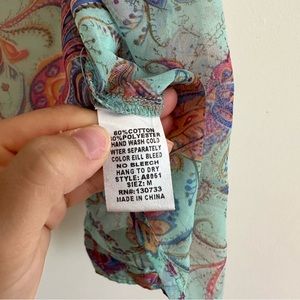 60%COTTON
40%POLYESTER
HAND WASH COLD
WTER SEPARATELY
COLOR EILL BLEED
NO BLEECH
HANG TO DRY
STYLE: A8861
SIEZ: M
RN#:130733
MADE IN CHINA